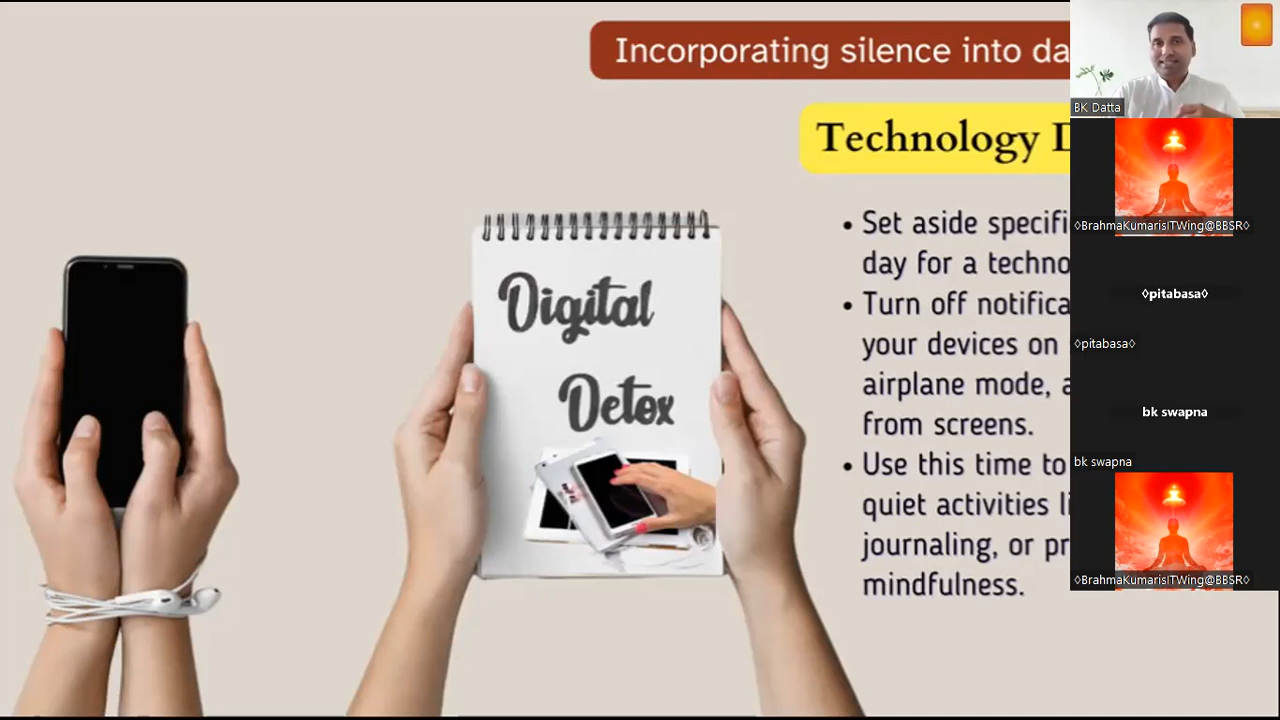 Incorporating silence into da
Technology D
• Set aside specifi
day for a techno
• Turn off notifica
your devices on
airplane mode, a
from screens.
• Use this time to
quiet activities li
journaling, or pr
mindfulness.
Digital
Detox
BK Datta
◊BrahmaKumarisITWing@BBSR◊
◊pitabasa◊
◊pitabasa◊
bk swapna
bk swapna
◊BrahmaKumarisITWing@BBSR◊